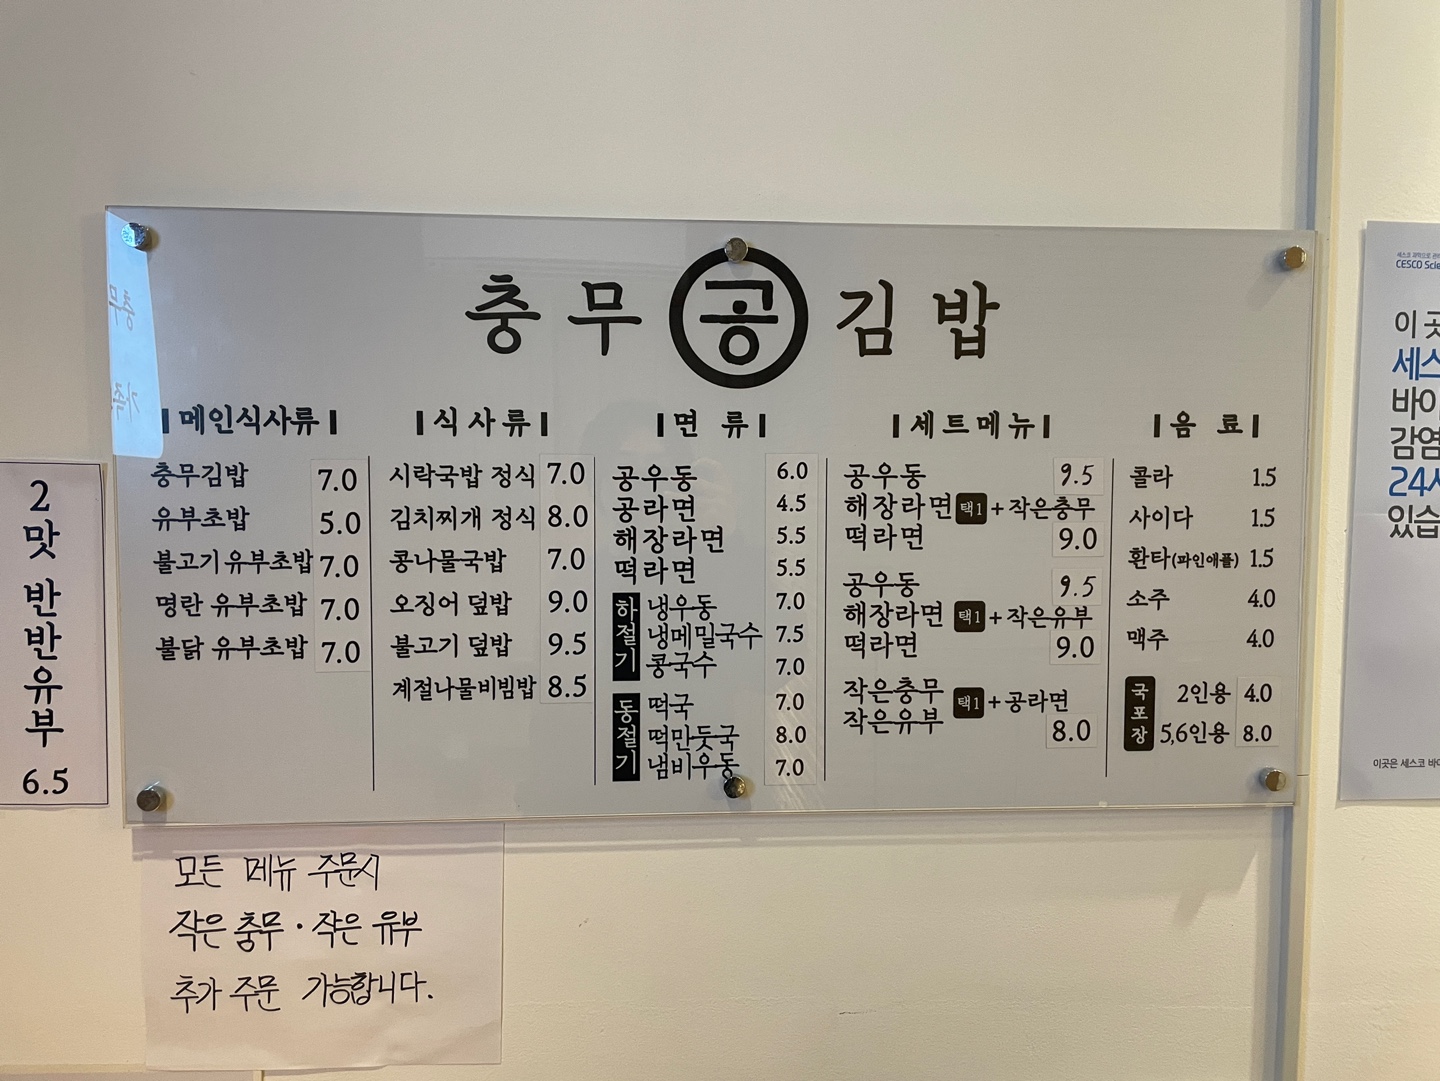 충무공김밥
메인식사류
충무김밥 7.0
유부초밥 5.0
불고기유부초밥 7.0
명란 유부초밥 7.0
불닭 유부초밥 7.0
식사류
시락국밥 정식 7.0
김치찌개 정식 8.0
콩나물국밥 7.0
오징어 덮밥 9.0
불고기 덮밥 9.5
계절나물비빔밥 8.5
면 류
공우동 6.0
공라면 4.5
해장라면 5.5
떡라면 5.5
하절기
냉우동 7.0
냉메밀국수 7.5
콩국수 7.0
동절기
떡국 7.0
떡만둣국 8.0
냄비우동 7.0
세트메뉴
공우동 9.5
해장라면 택1 + 작은충무
떡라면 9.0
공우동 9.5
해장라면 택1 + 작은유부
떡라면 9.0
작은충무 택1 + 공라면
작은유부 8.0
음 료
콜라 1.5
사이다 1.5
환타(파인애플) 1.5
소주 4.0
맥주 4.0
국포장
2인용 4.0
5,6인용 8.0
2
맛
반반유부
6.5
모든 메뉴 주문시
작은 충무 · 작은 유부
추가 주문 가능합니다.
CESCO
이 곳
세스
바이
감염
24시
있습
이곳은 세스코 바이